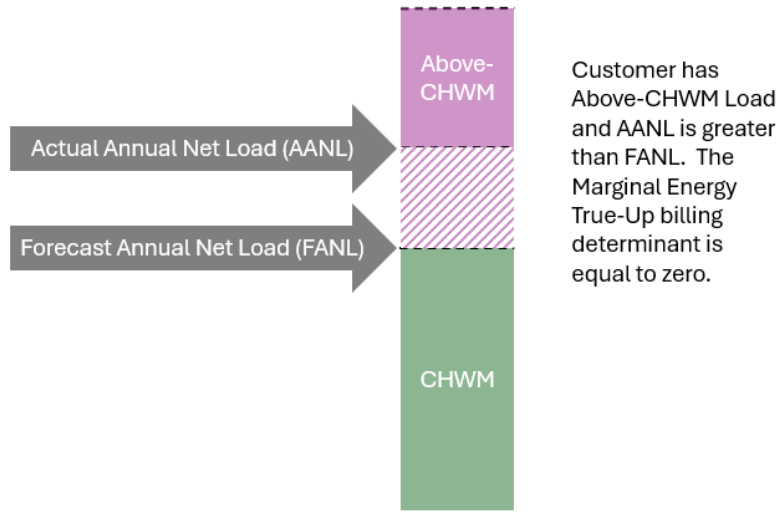 Above-
CHWM
Actual Annual Net Load (AANL)
Forecast Annual Net Load (FANL)
CHWM
Customer has
Above-CHWM Load
and AANL is greater
than FANL.  The
Marginal Energy
True-Up billing
determinant is
equal to zero.